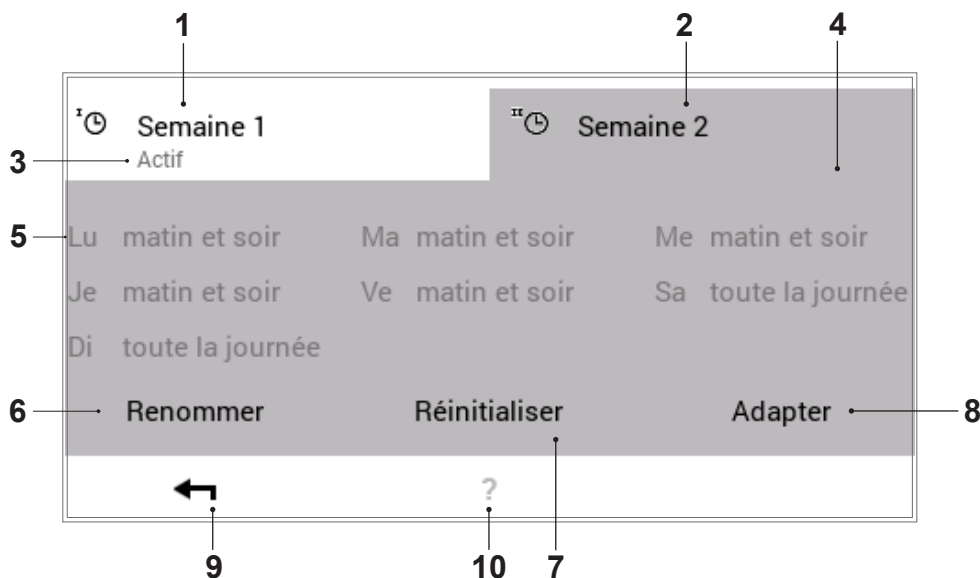 1 2 4
I Semaine 1 II Semaine 2
3 Actif
5 Lu matin et soir Ma matin et soir Me matin et soir
Je matin et soir Ve matin et soir Sa toute la journée
Di toute la journée
6 Renommer Réinitialiser Adapter 8
?
9 10 7